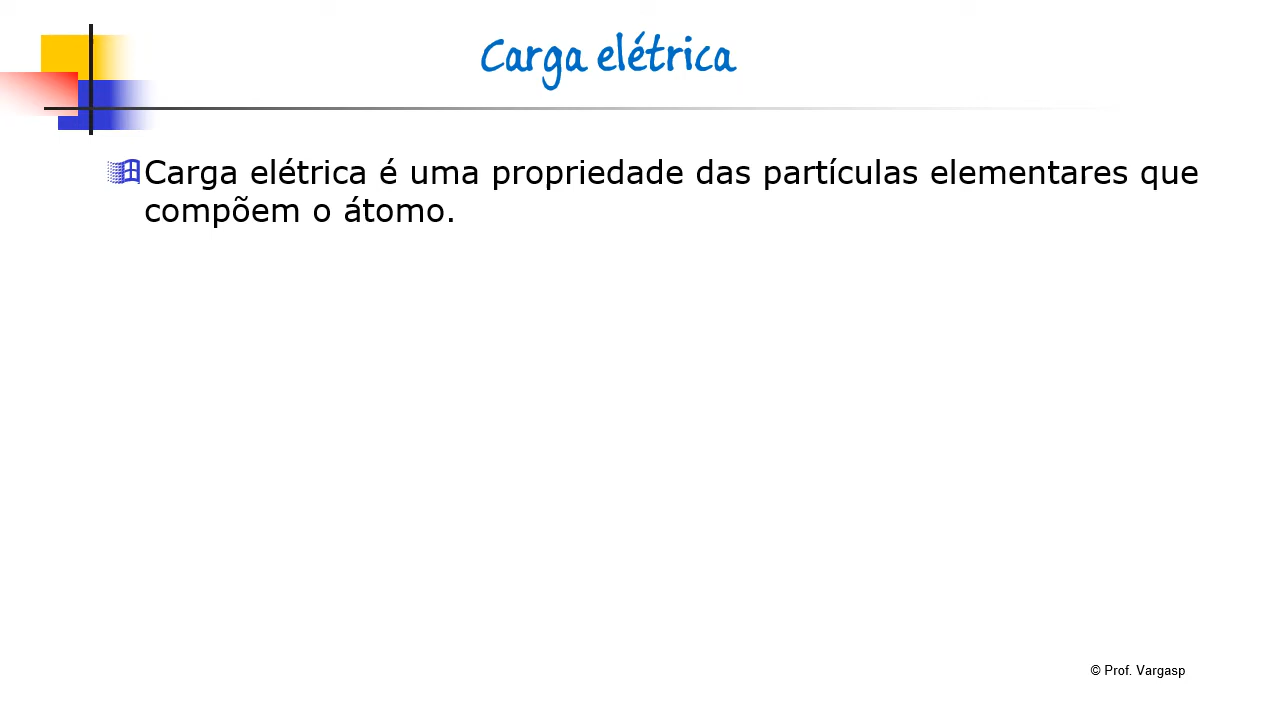 Carga elétrica
Carga elétrica é uma propriedade das partículas elementares que
compõem o átomo.
© Prof. Vargasp